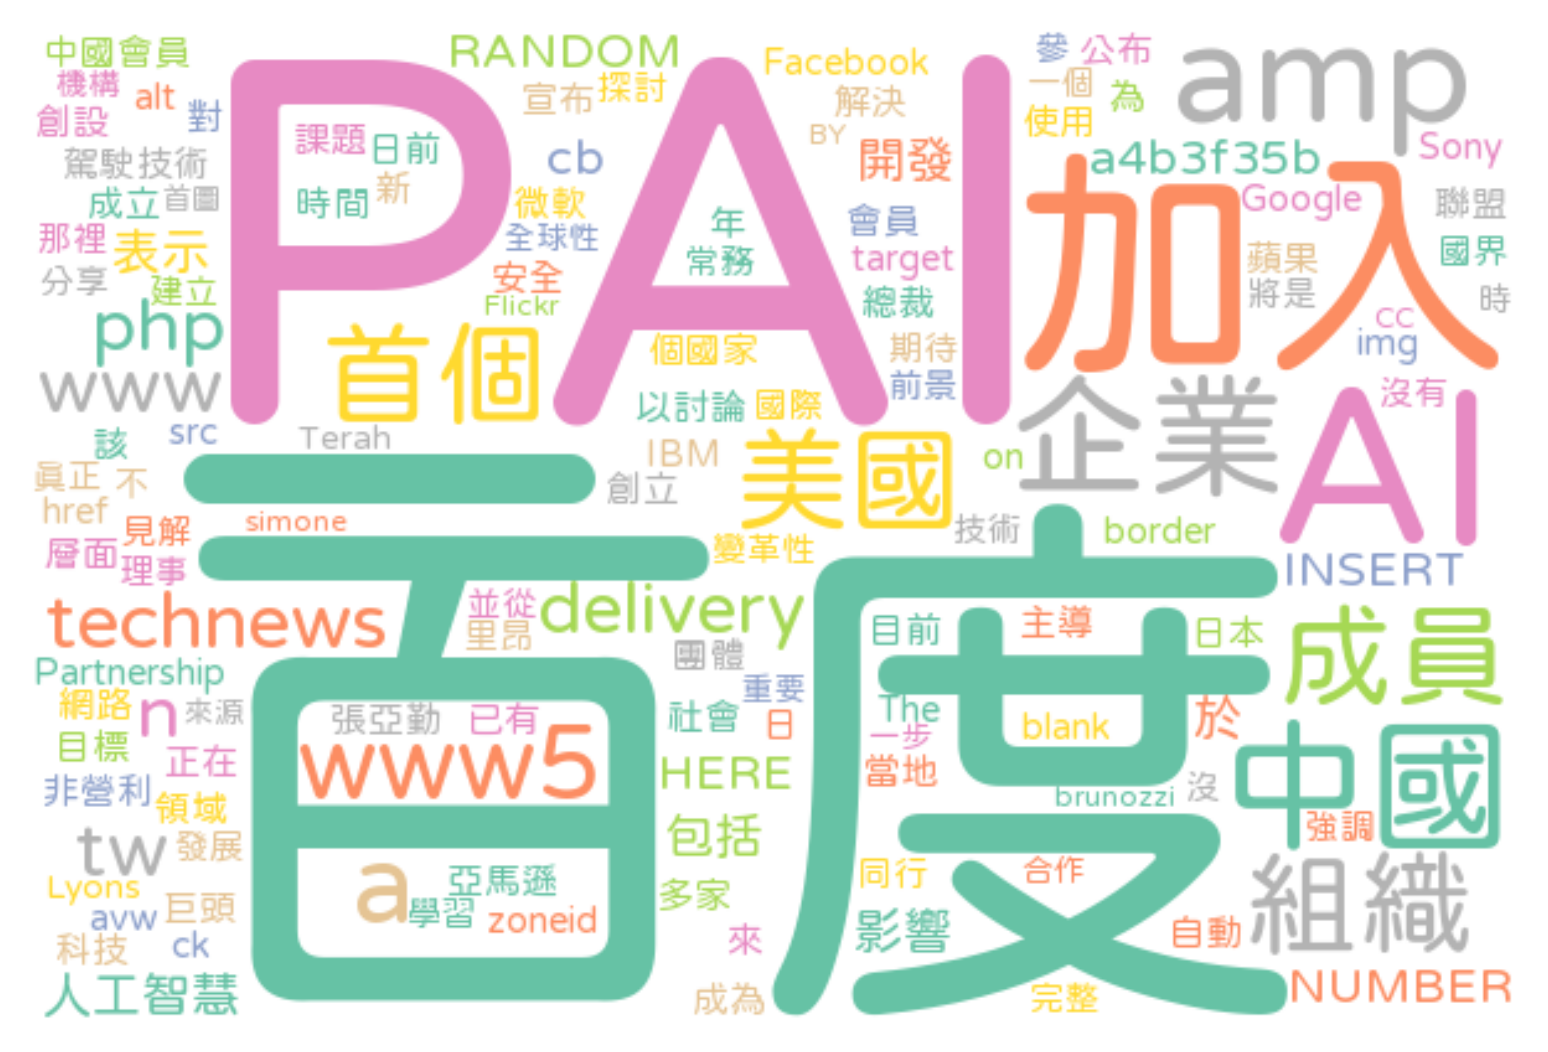 中國會員
RANDOM
Facebook
參
公布
amp
機構
alt
對
創設
PAI
宣布
探討
解決
一個
為
使用
BY
駕駛技術
課題
日前
cb
開發
a4b3f35b
Sony
成立
首圖
時間
新
微軟
年
會員
加入
Google
聯盟
那裡
表示
全球性
常務
target
蘋果
國界
分享
建立
安全
Flickr
總裁
將是
時
php
首個
個國家
期待
cc
img
www
以討論
國際
前景
企業
沒有
AI
該
src
Terah
IBM
美國
on
眞正
不
創立
href
見解
simone
技術
border
層面
理事
變革性
INSERT
technews
並從
delivery
里昂
百度
目前
主導
日本
成員
Partnership
團體
重要
網路
n
來源
張亞勤
已有
社會
日
The
一步
blank
於
目標
正在
www5
HERE
當地
中國
非營利
領域
brunozzi
沒
強調
tw
發展
包括
Lyons
巨頭
a
亞馬遜
學習
zoneid
多家
同行
合作
組織
avw
科技
ck
來
影響
自動
人工智慧
成為
完整
NUMBER